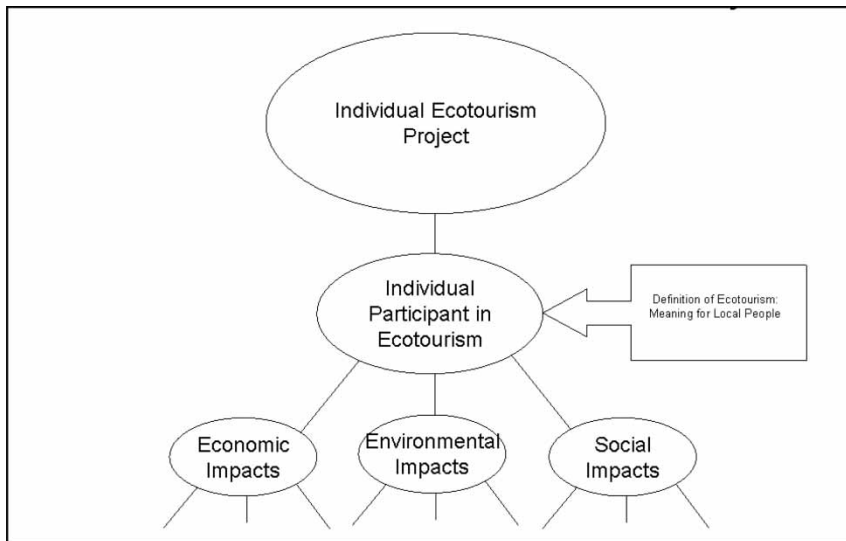 Individual Ecotourism
Project
Individual
Participant in
Ecotourism
Definition of Ecotourism:
Meaning for Local People
Economic
Impacts
Environmental
Impacts
Social
Impacts